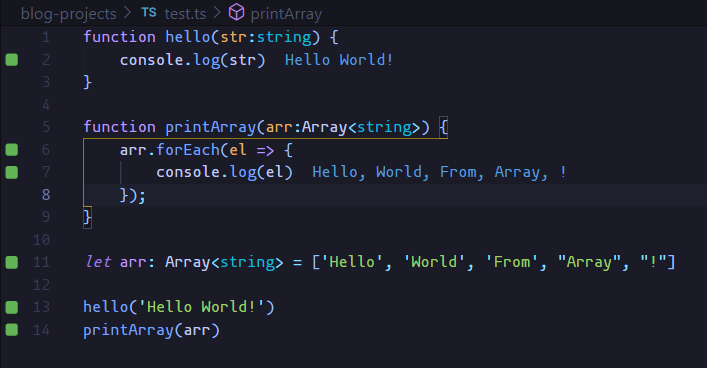 blog-projects > TS test.ts > printArray
1 function hello(str:string) {
2 console.log(str) Hello World!
3 }
4
5 function printArray(arr:Array<string>) {
6 arr.forEach(el => {
7 console.log(el) Hello, World, From, Array, !
8 });
9 }
10
11 let arr: Array<string> = ['Hello', 'World', 'From', "Array", "!"]
12
13 hello('Hello World!')
14 printArray(arr)